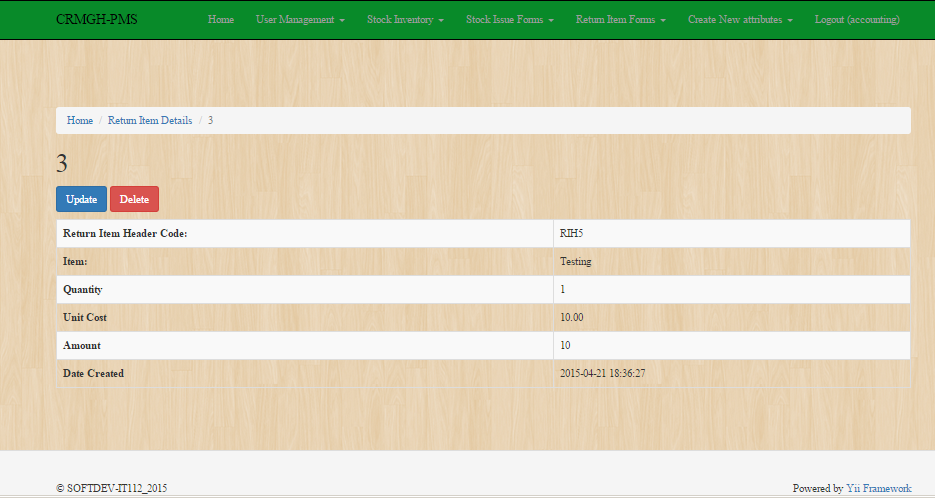 CRMGH-PMS Home User Management Stock Inventory Stock Issue Forms Return Item Forms Create New attributes Logout (accounting)
Home / Return Item Details / 3
3
Update Delete
Return Item Header Code: RIH5
Item: Testing
Quantity 1
Unit Cost 10.00
Amount 10
Date Created 2015-04-21 18:36:27
© SOFTDEV-IT112_2015 Powered by Yii Framework